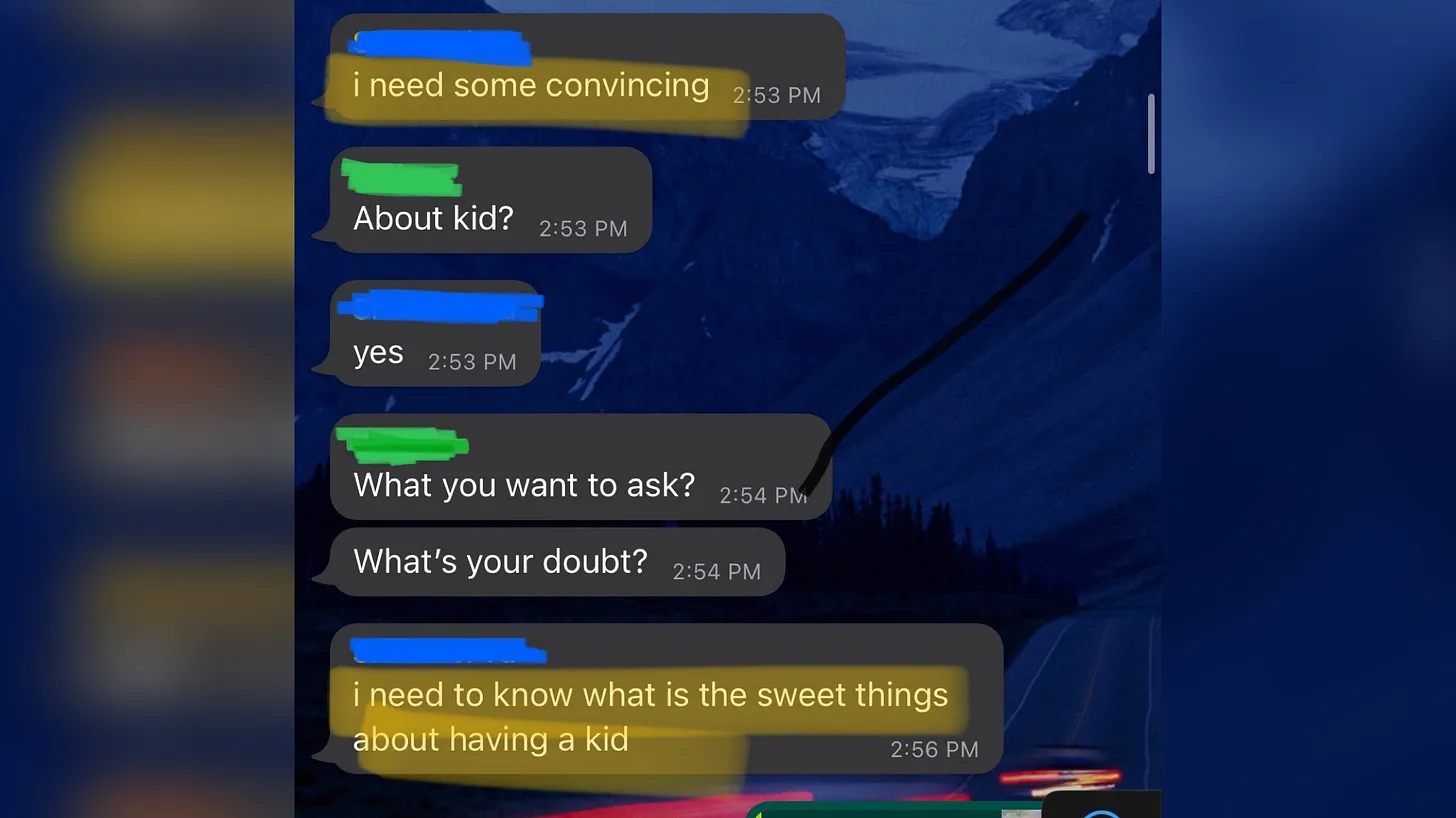 i need some convincing 2:53 PM
About kid? 2:53 PM
yes 2:53 PM
What you want to ask? 2:54 PM
What's your doubt? 2:54 PM
i need to know what is the sweet things
about having a kid 2:56 PM